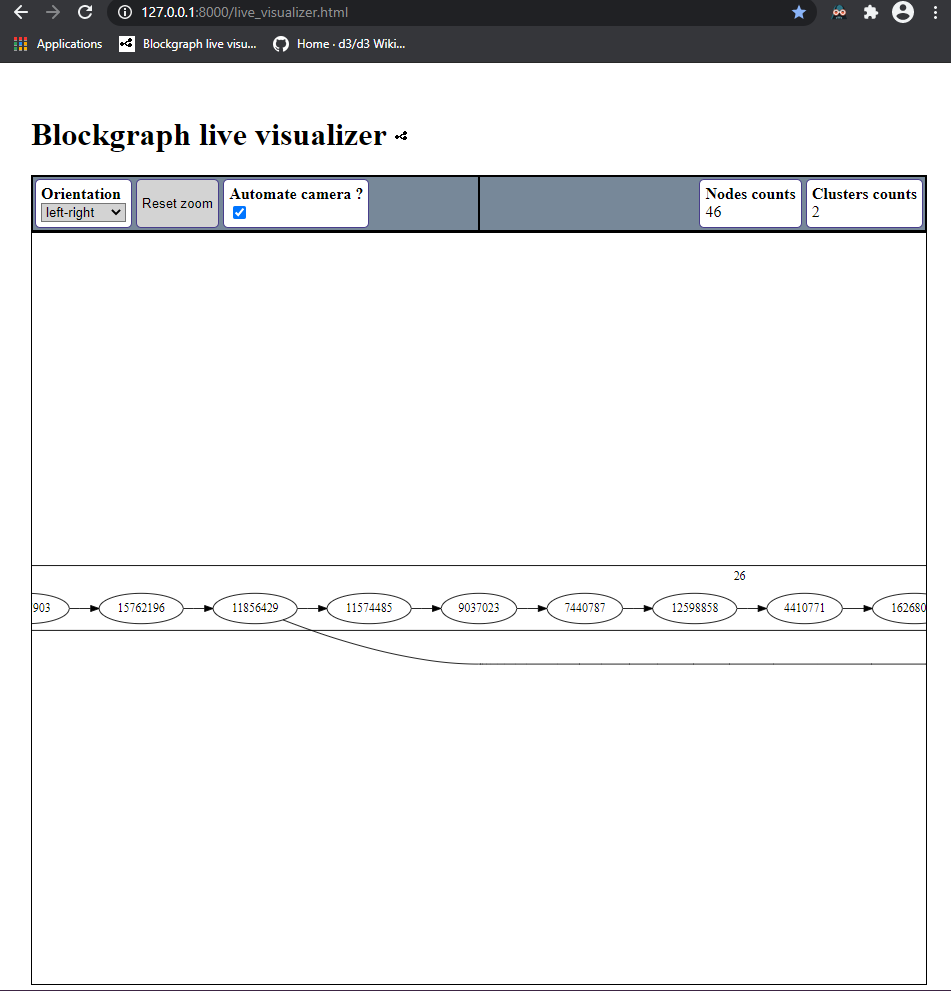 127.0.0.1:8000/live_visualizer.html
Applications Blockgraph live visu... Home · d3/d3 Wiki...
Blockgraph live visualizer
Orientation Automate camera ? Nodes counts Clusters counts
left-right Reset zoom 46 2
26
903 15762196 11856429 11574485 9037023 7440787 12598858 4410771 162680